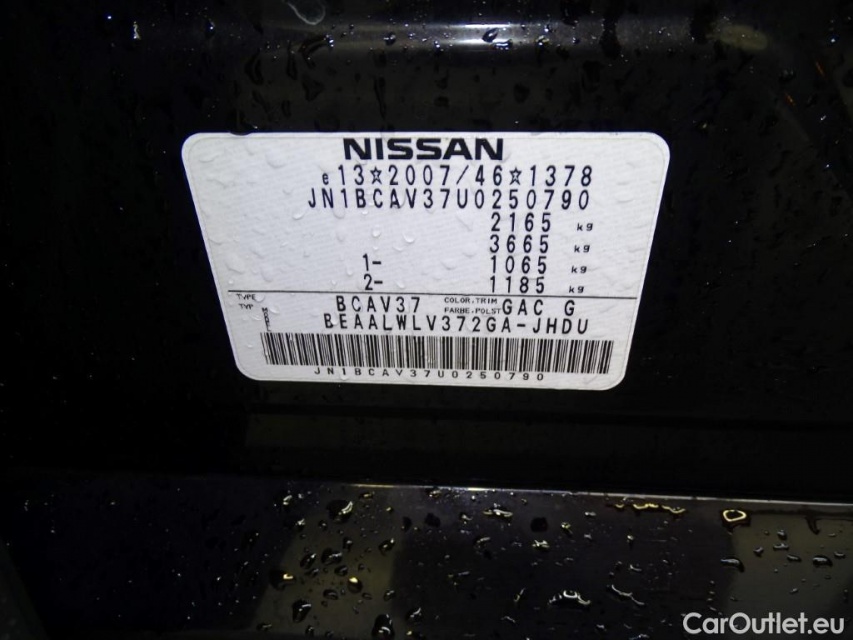 NISSAN
e13☆2007/46☆1378
JN1BCAV37U0250790
2165 kg
3665 kg
1- 1065 kg
2- 1185 kg
TYPE TYP BCAV37 COLOR,TRIM FARBE,POLST GAC G
BEAALWLV372GA-JHDU
JN1BCAV37U0250790
CarOutlet.eu